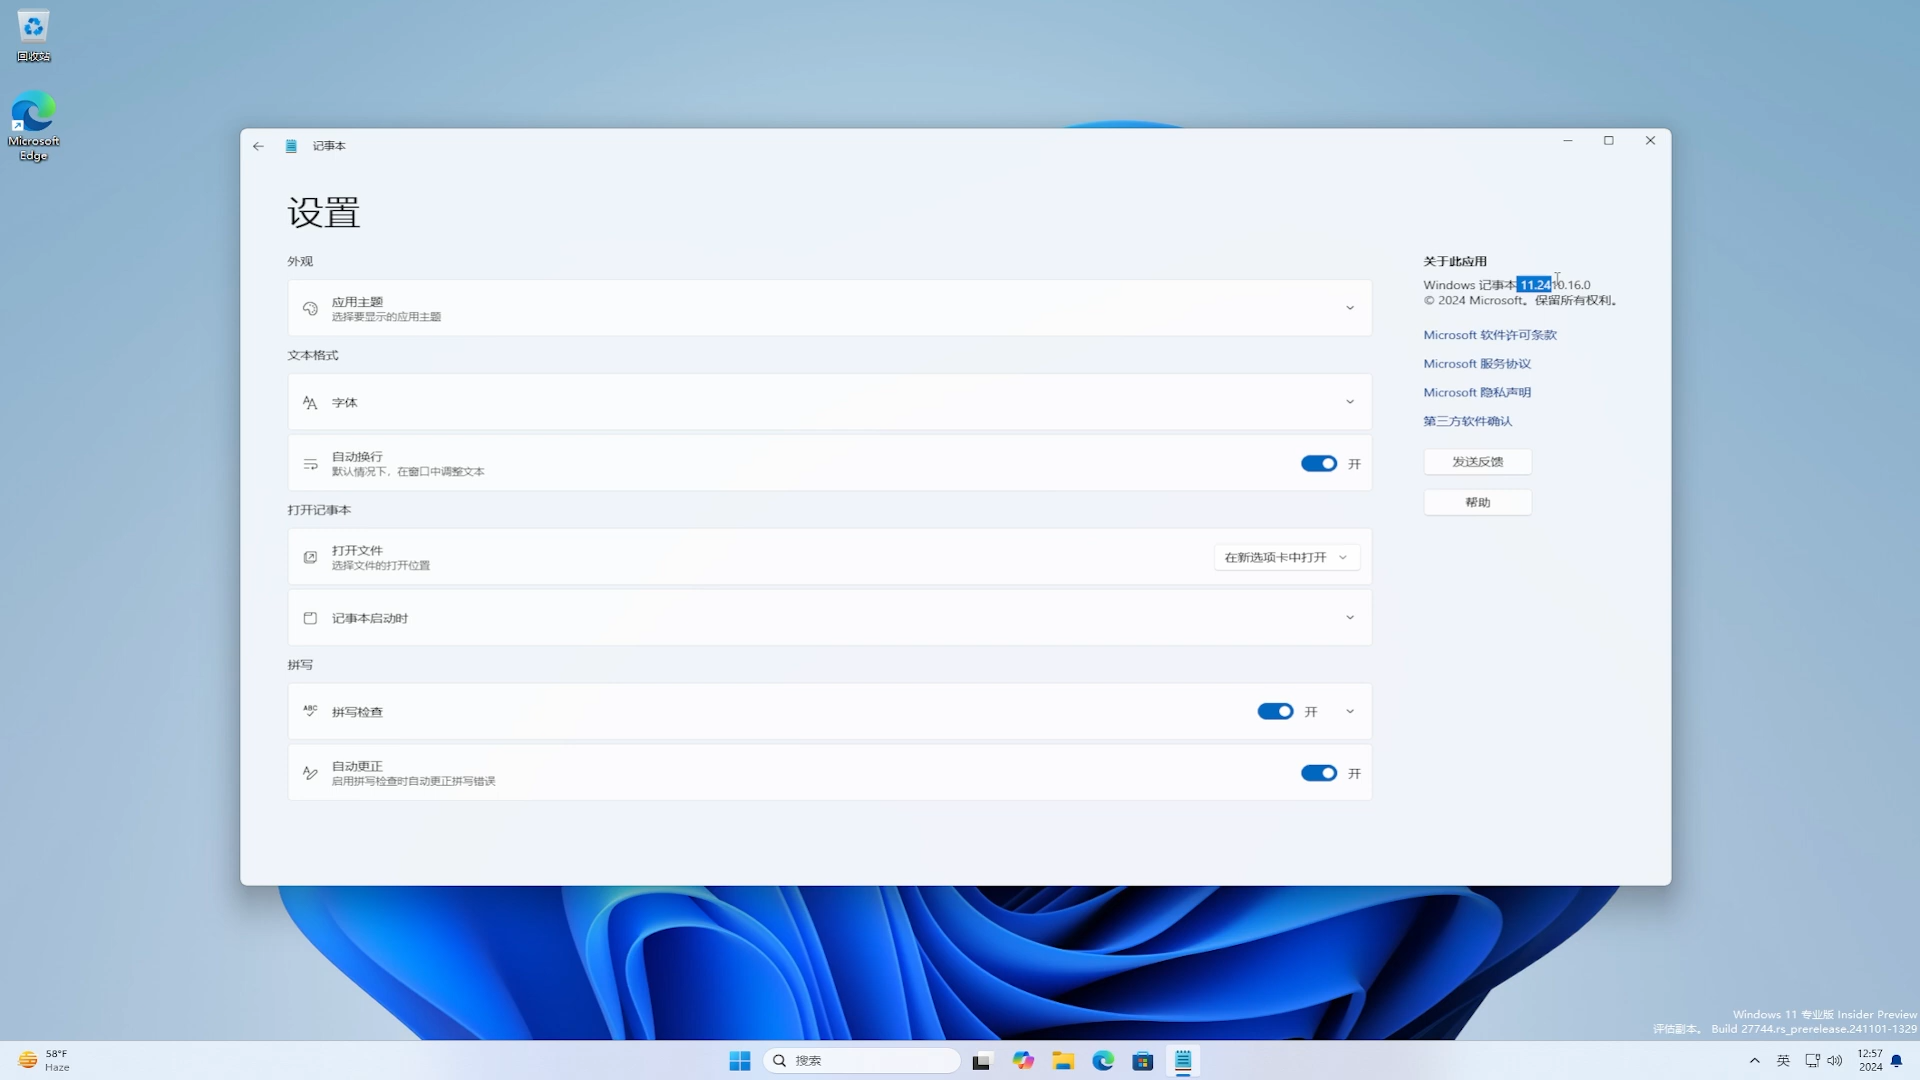 回收站
Microsoft
Edge
记事本
设置
外观
应用主题
选择要显示的应用主题
文本格式
字体
自动换行
默认情况下，在窗口中调整文本
开
打开记事本
打开文件
选择文件的打开位置
在新选项卡中打开
记事本启动时
拼写
ABC
拼写检查
开
自动更正
启用拼写检查时自动更正拼写错误
开
关于此应用
Windows 记事本 11.2410.16.0
© 2024 Microsoft。保留所有权利。
Microsoft 软件许可条款
Microsoft 服务协议
Microsoft 隐私声明
第三方软件确认
发送反馈
帮助
Windows 11 专业版 Insider Preview
评估副本。 Build 27744.rs_prerelease.241101-1329
58°F
Haze
搜索
英
12:57
2024